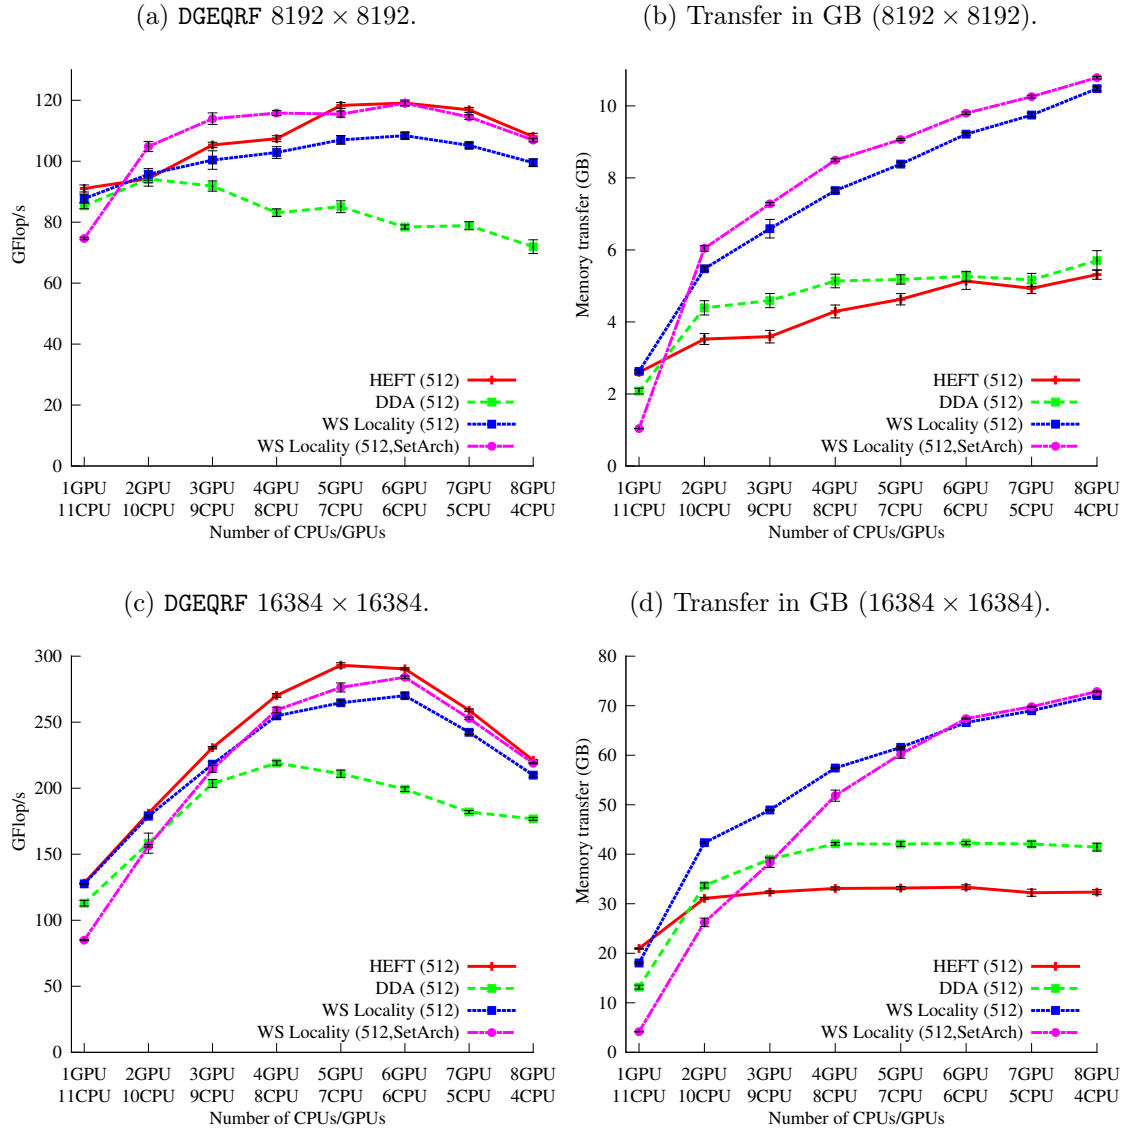 (a) DGEQRF 8192 × 8192.
GFlop/s
120
100
80
60
40
20
0
HEFT (512)
DDA (512)
WS Locality (512)
WS Locality (512,SetArch)
1GPU 2GPU 3GPU 4GPU 5GPU 6GPU 7GPU 8GPU
11CPU 10CPU 9CPU 8CPU 7CPU 6CPU 5CPU 4CPU
Number of CPUs/GPUs
(b) Transfer in GB (8192 × 8192).
Memory transfer (GB)
10
8
6
4
2
0
HEFT (512)
DDA (512)
WS Locality (512)
WS Locality (512,SetArch)
1GPU 2GPU 3GPU 4GPU 5GPU 6GPU 7GPU 8GPU
11CPU 10CPU 9CPU 8CPU 7CPU 6CPU 5CPU 4CPU
Number of CPUs/GPUs
(c) DGEQRF 16384 × 16384.
GFlop/s
300
250
200
150
100
50
0
HEFT (512)
DDA (512)
WS Locality (512)
WS Locality (512,SetArch)
1GPU 2GPU 3GPU 4GPU 5GPU 6GPU 7GPU 8GPU
11CPU 10CPU 9CPU 8CPU 7CPU 6CPU 5CPU 4CPU
Number of CPUs/GPUs
(d) Transfer in GB (16384 × 16384).
Memory transfer (GB)
80
70
60
50
40
30
20
10
0
HEFT (512)
DDA (512)
WS Locality (512)
WS Locality (512,SetArch)
1GPU 2GPU 3GPU 4GPU 5GPU 6GPU 7GPU 8GPU
11CPU 10CPU 9CPU 8CPU 7CPU 6CPU 5CPU 4CPU
Number of CPUs/GPUs